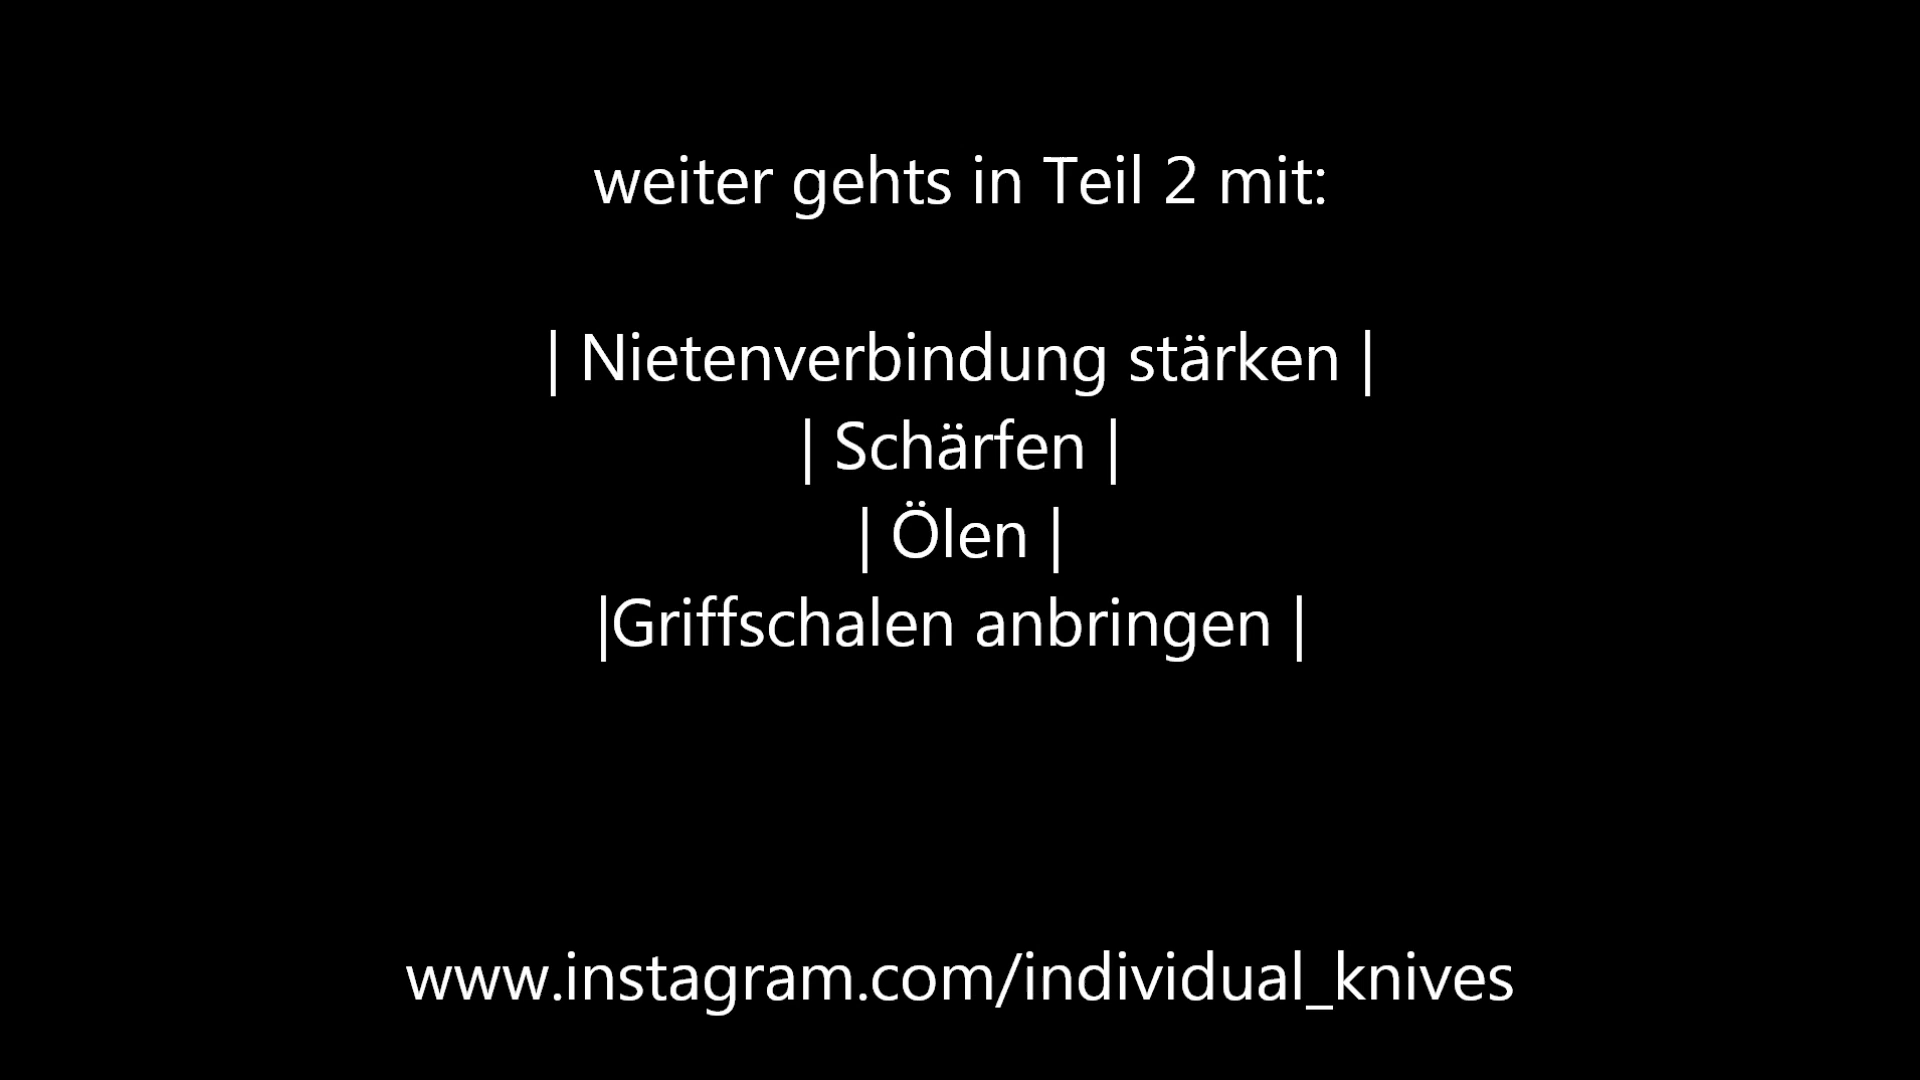 weiter gehts in Teil 2 mit:
| Nietenverbindung stärken |
| Schärfen |
| Ölen |
|Griffschalen anbringen |
www.instagram.com/individual_knives